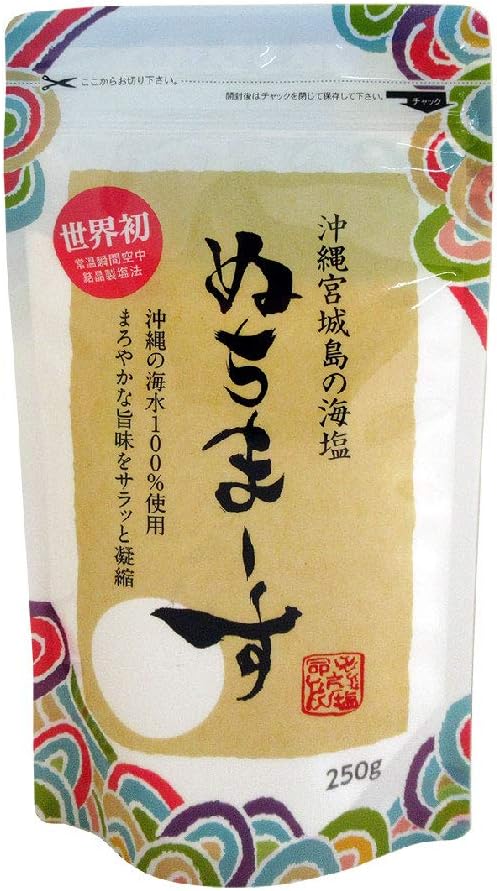 ここからお切り下さい。
開封後はチャックを閉じて保存して下さい。
チャック
世界初
常温瞬間空中
結晶製塩法
沖縄宮城島の海塩
ぬちまーす
沖縄の海水100%使用
まろやかな旨味をサラッと凝縮
250g